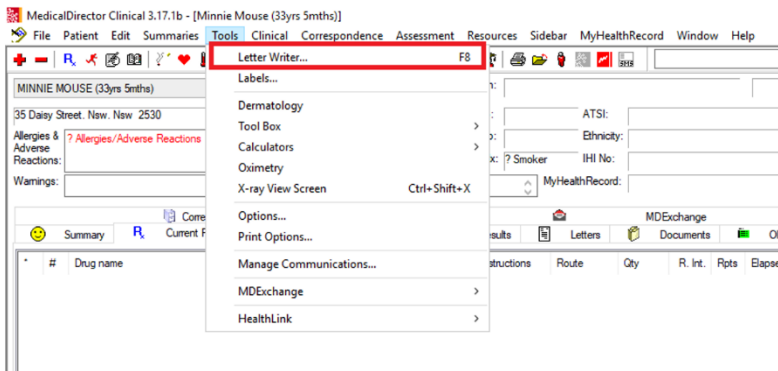 MedicalDirector Clinical 3.17.1b - [Minnie Mouse (33yrs 5mths)]
File Patient Edit Summaries Tools Clinical Correspondence Assessment Resources Sidebar MyHealthRecord Window Help
Letter Writer... F8
Labels...
MINNIE MOUSE (33yrs 5mths)
Dermatology
35 Daisy Street. Nsw. Nsw 2530
ATSI:
Tool Box
Allergies & Adverse Reactions:
? Allergies/Adverse Reactions
Ethnicity:
Calculators
? Smoker
IHI No:
Oximetry
Warnings:
MyHealthRecord:
X-ray View Screen Ctrl+Shift+X
Options...
MDExchange
Summary
Rx
Print Options...
Letters
Documents
# Drug name
Manage Communications...
Route Qty R. Int. Rpts
MDExchange
HealthLink